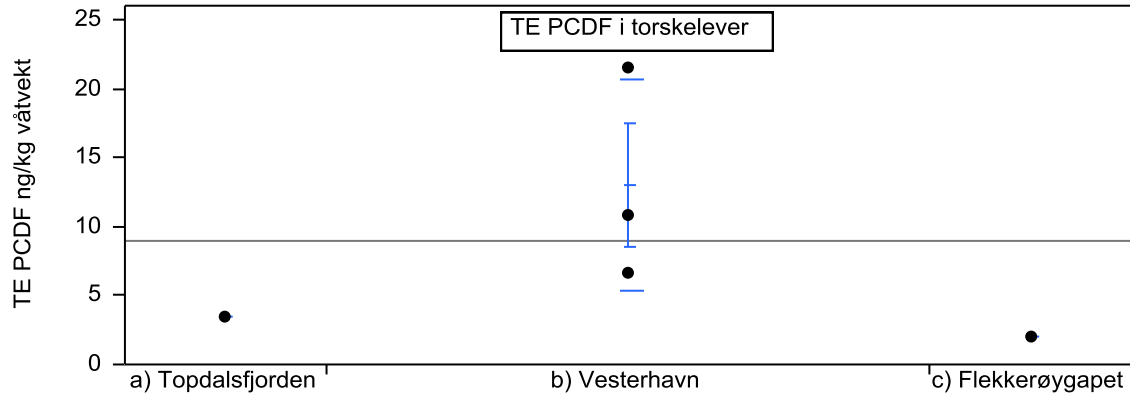 TE PCDF i torskelever
TE PCDF ng/kg våtvekt
25
20
15
10
5
0
a) Topdalsfjorden
b) Vesterhavn
c) Flekkerøygapet